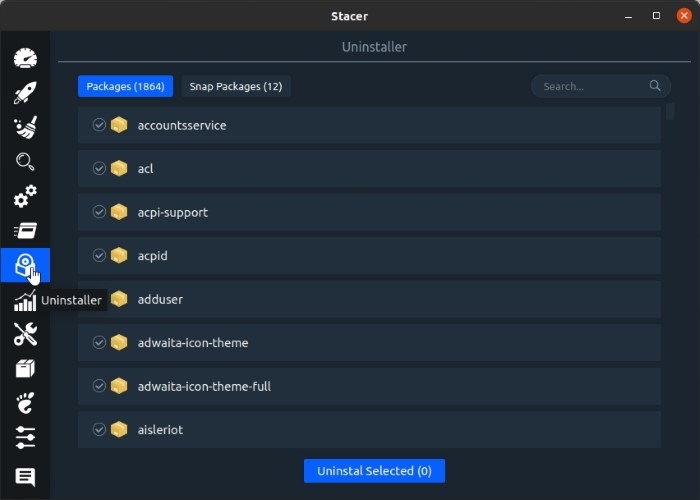 Stacer
Uninstaller
Packages (1864) Snap Packages (12) Search...
accountsservice
acl
acpi-support
acpid
Uninstaller
adduser
adwaita-icon-theme
adwaita-icon-theme-full
aisleriot
Uninstal Selected (0)